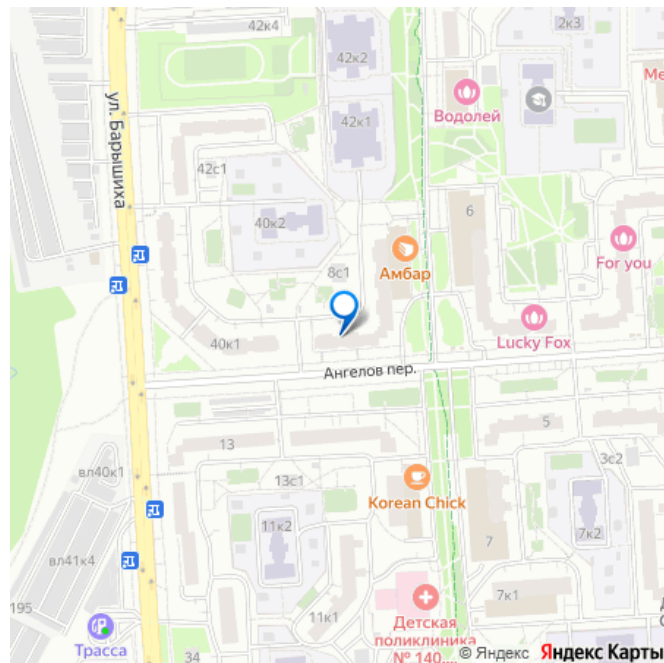 42к4
2к3
42к2
Ме
Водолей
ул. Барышиха
42к1
42с1
6
40к2
Амбар
8с1
For you
40к1
Lucky Fox
Ангелов пер.
5
13
3с2
вл40к1
13с1
Korean Chick
11к2
7
7к2
вл41к4
7к1
195
11к1
Трасса
34
Детская
поликлиника
№ 140,...
© Яндекс Яндекс Карты